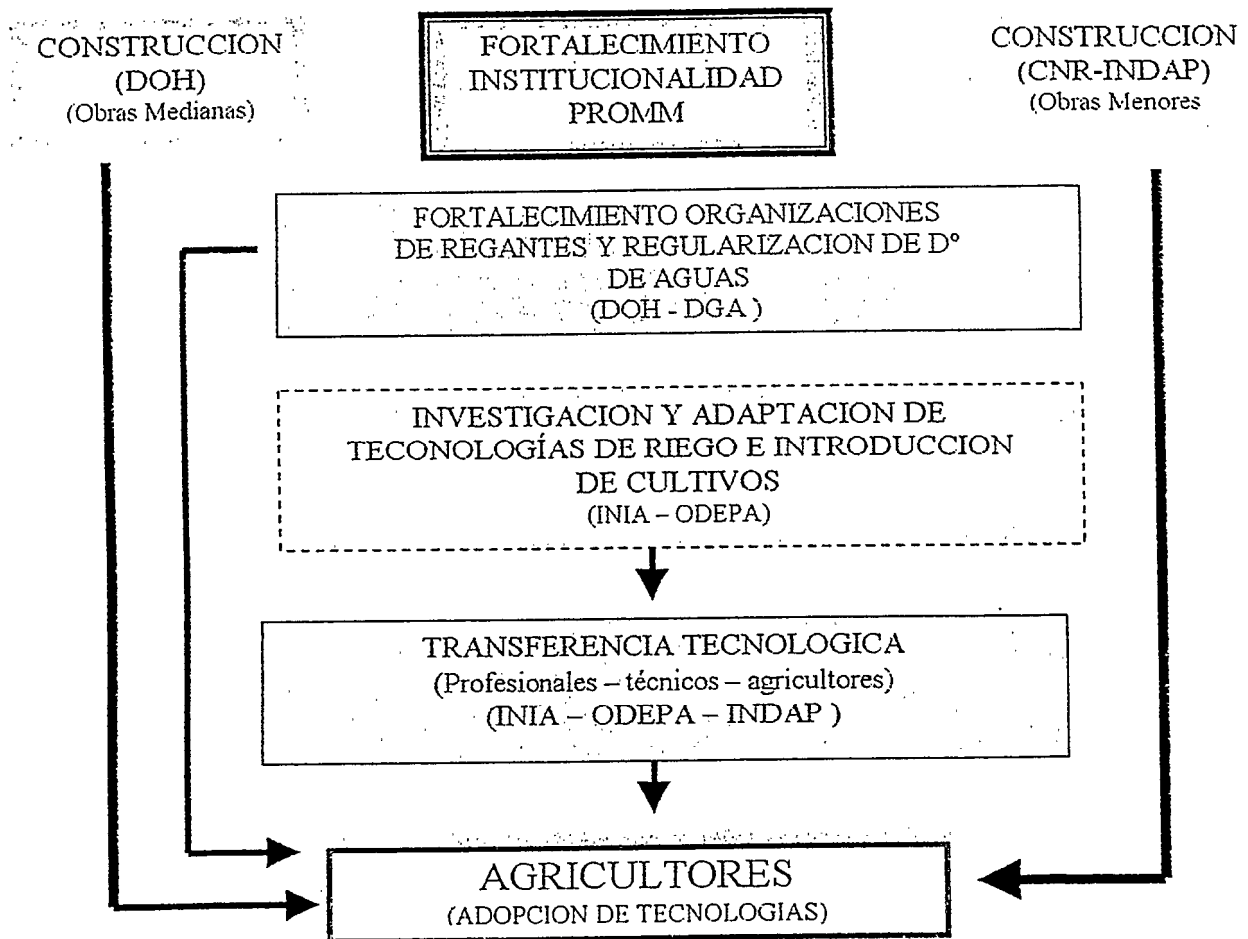 CONSTRUCCION
(DOH)
(Obras Medianas)
FORTALECIMIENTO
INSTITUCIONALIDAD
PROMM
CONSTRUCCION
(CNR-INDAP)
(Obras Menores
FORTALECIMIENTO ORGANIZACIONES
DE REGANTES Y REGULARIZACION DE Dº
DE AGUAS
(DOH - DGA )
INVESTIGACION Y ADAPTACION DE
TECONOLOGÍAS DE RIEGO E INTRODUCCION
DE CULTIVOS
(INIA – ODEPA)
TRANSFERENCIA TECNOLOGICA
(Profesionales – técnicos – agricultores)
(INIA – ODEPA – INDAP )
AGRICULTORES
(ADOPCION DE TECNOLOGIAS)